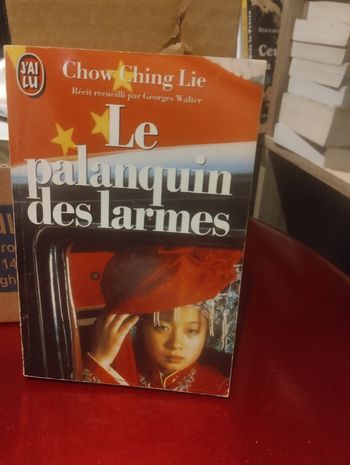 J'AI
LU
Chow Ching Lie
Récit recueilli par Georges Walter
Le
palanquin
des larmes